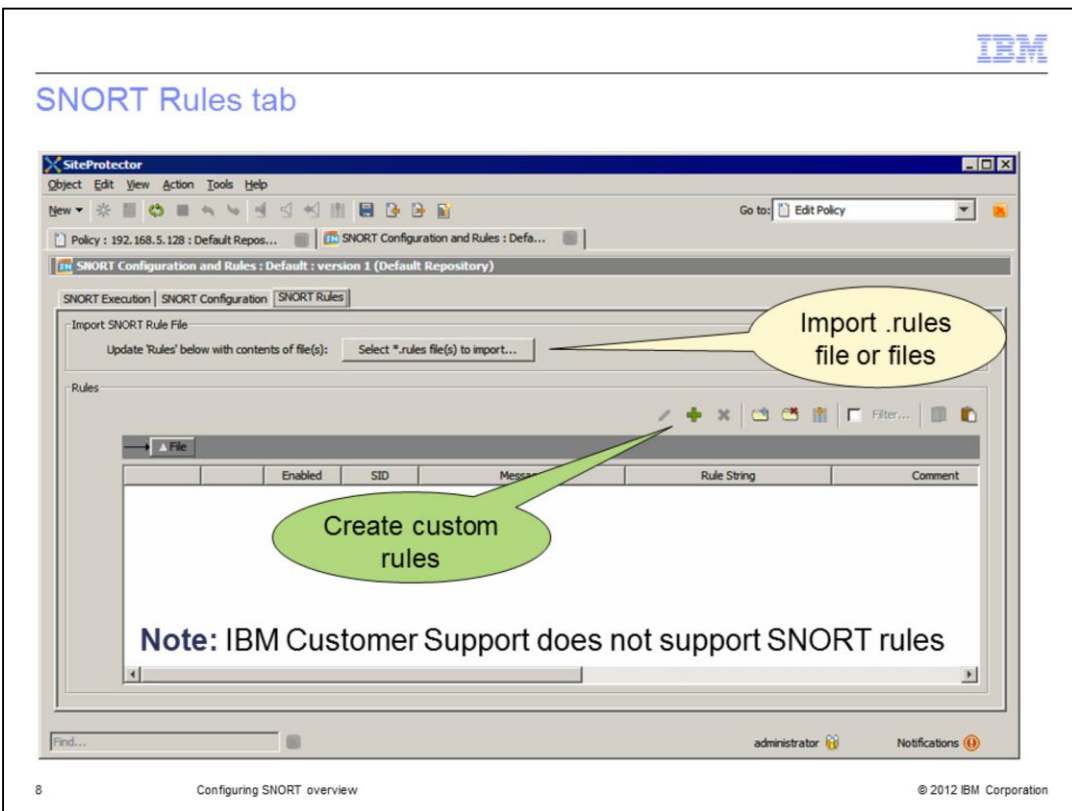 IBM
SNORT Rules tab
SiteProtector
Object Edit View Action Tools Help
New Go to: Edit Policy
Policy : 192.168.5.128 : Default Repos... SNORT Configuration and Rules : Defa...
SNORT Configuration and Rules : Default : version 1 (Default Repository)
SNORT Execution SNORT Configuration SNORT Rules
Import SNORT Rule File
Update 'Rules' below with contents of file(s): Select *.rules file(s) to import...
Import .rules
file or files
Rules
Filter...
File
Enabled SID Rule String Comment
Create custom
rules
Note: IBM Customer Support does not support SNORT rules
Find... administrator Notifications
8 Configuring SNORT overview © 2012 IBM Corporation